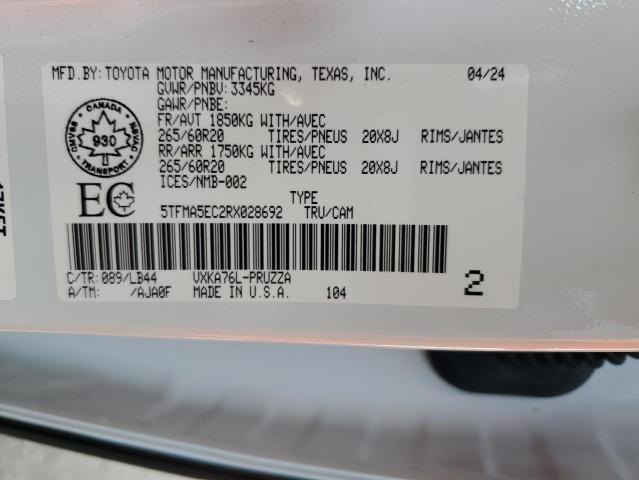 MFD.BY:TOYOTA MOTOR MANUFACTURING, TEXAS, INC. 04/24
GVWR/PNBV:3345KG
GAWR/PNBE:
FR/AVT 1850KG WITH/AVEC
265/60R20 TIRES/PNEUS 20X8J RIMS/JANTES
RR/ARR 1750KG WITH/AVEC
265/60R20 TIRES/PNEUS 20X8J RIMS/JANTES
ICES/NMB-002
CANADA
NSVAC
930
TRANSPORT
EC
TYPE
5TFMA5EC2RX028692 TRU/CAM
C/TR:089/LB44 VXKA76L-PRUZZA
A/TM: /AJA0F MADE IN U.S.A. 104
2